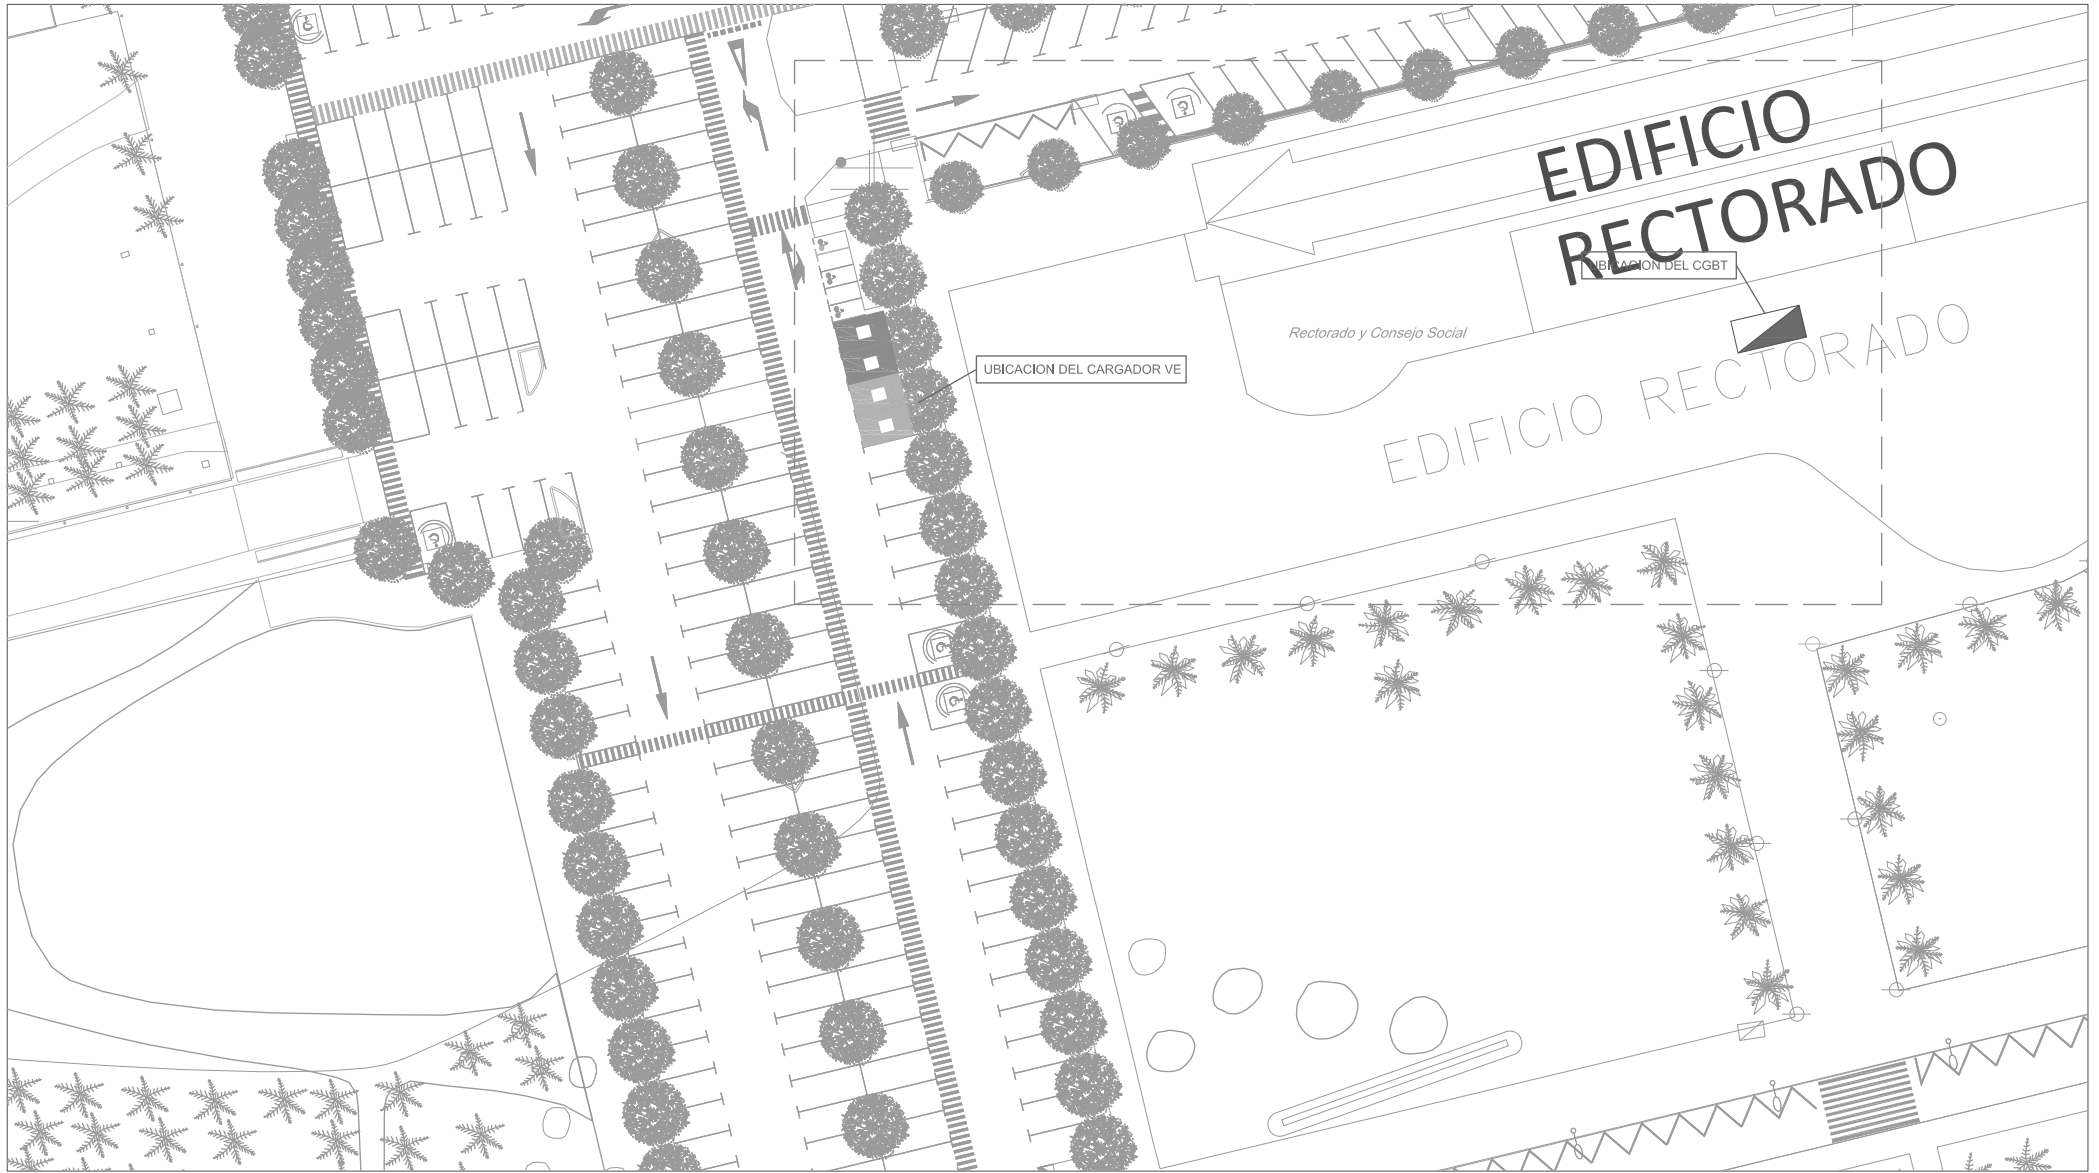 EDIFICIO
RECTORADO
UBICACION DEL CGBT
Rectorado y Consejo Social
EDIFICIO RECTORADO
UBICACION DEL CARGADOR VE